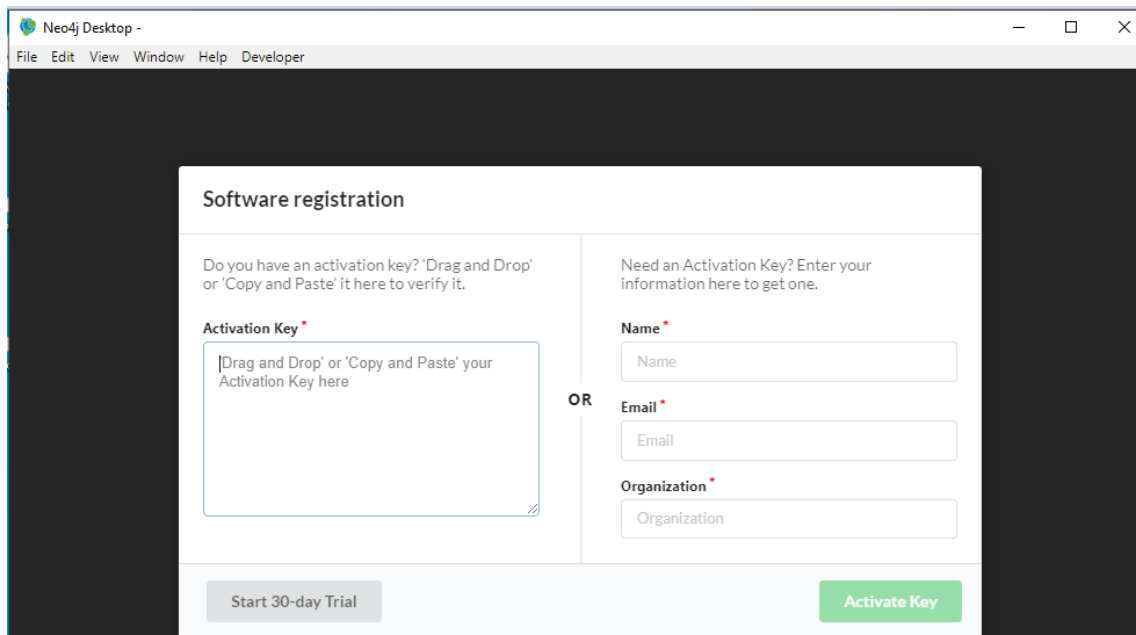 Neo4j Desktop -
File Edit View Window Help Developer
Software registration
Do you have an activation key? 'Drag and Drop'
or 'Copy and Paste' it here to verify it.
Activation Key *
'Drag and Drop' or 'Copy and Paste' your
Activation Key here
OR
Need an Activation Key? Enter your
information here to get one.
Name *
Name
Email *
Email
Organization *
Organization
Start 30-day Trial
Activate Key